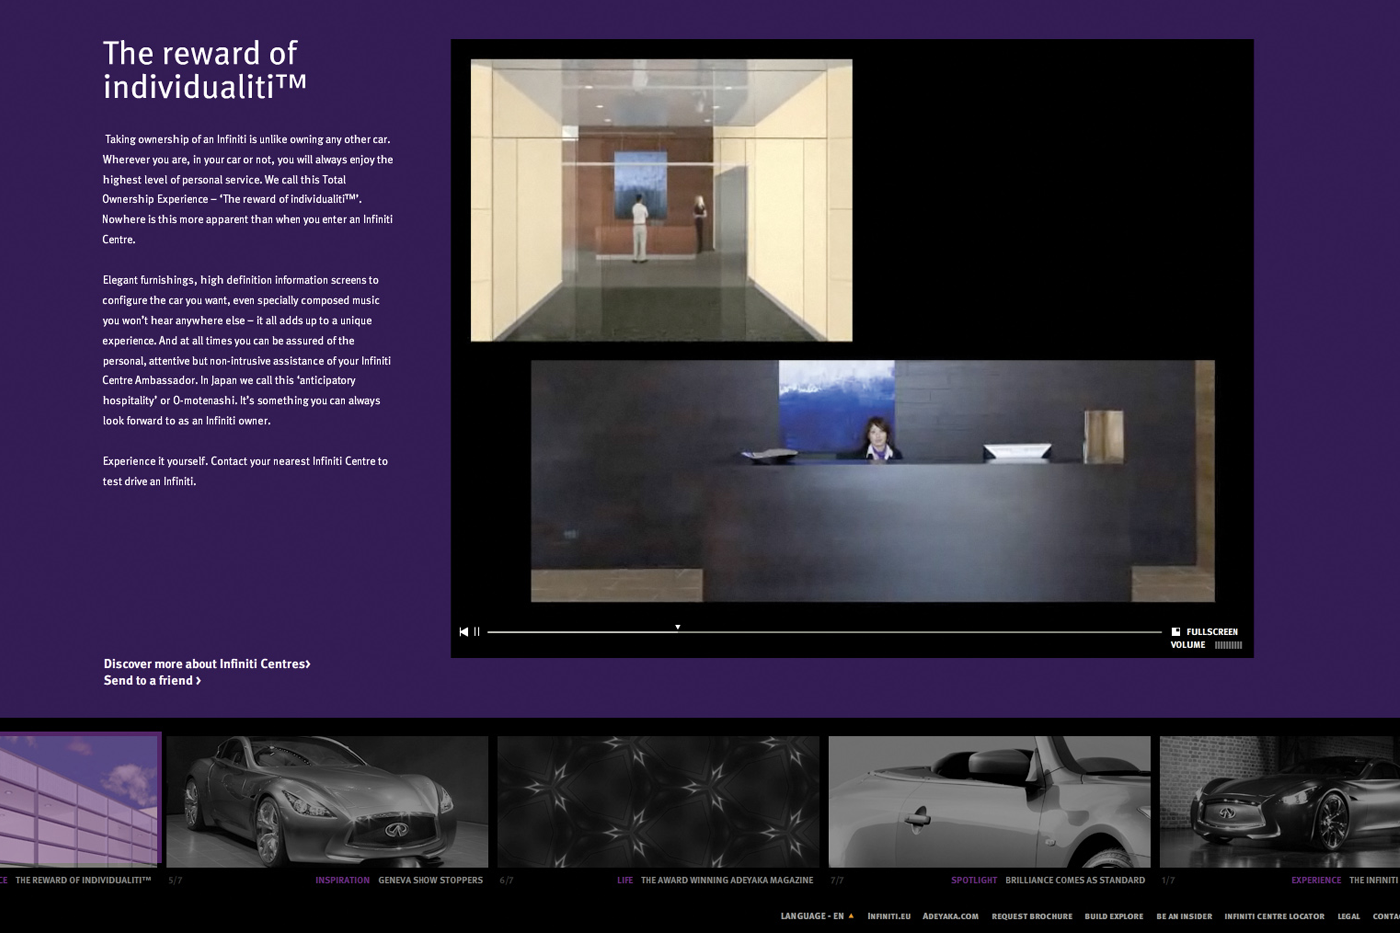 The reward of
individualiti™
Taking ownership of an Infiniti is unlike owning any other car.
Wherever you are, in your car or not, you will always enjoy the
highest level of personal service. We call this Total
Ownership Experience – ‘The reward of individualiti™’.
Nowhere is this more apparent than when you enter an Infiniti
Centre.
Elegant furnishings, high definition information screens to
configure the car you want, even specially composed music
you won’t hear anywhere else – it all adds up to a unique
experience. And at all times you can be assured of the
personal, attentive but non-intrusive assistance of your Infiniti
Centre Ambassador. In Japan we call this ‘anticipatory
hospitality’ or O-motenashi. It’s something you can always
look forward to as an Infiniti owner.
Experience it yourself. Contact your nearest Infiniti Centre to
test drive an Infiniti.
FULLSCREEN
VOLUME
Discover more about Infiniti Centres›
Send to a friend ›
CE THE REWARD OF INDIVIDUALITI™ 5/7 INSPIRATION GENEVA SHOW STOPPERS 6/7 LIFE THE AWARD WINNING ADEYAKA MAGAZINE 7/7 SPOTLIGHT BRILLIANCE COMES AS STANDARD 1/7 EXPERIENCE THE INFINITI
LANGUAGE - EN INFINITI.EU ADEYAKA.COM REQUEST BROCHURE BUILD EXPLORE BE AN INSIDER INFINITI CENTRE LOCATOR LEGAL CONTA